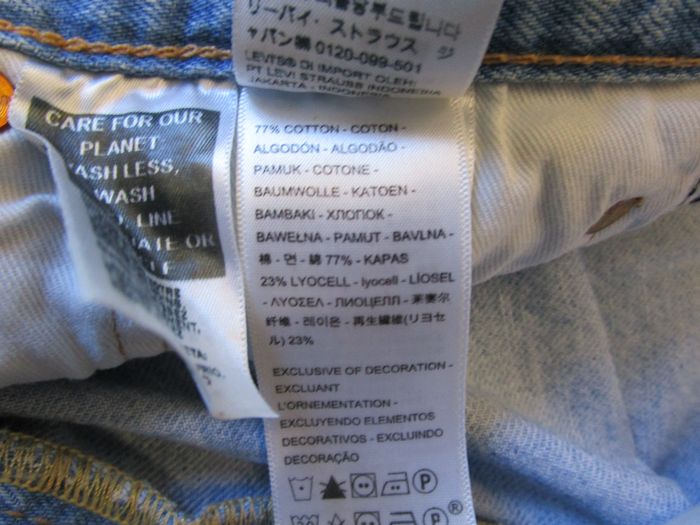 リーバイ・ストラウス ジ
ャパン㈱ 0120-099-501
LEVI'S® DI IMPORT OLEH:
PT LEVI STRAUSS INDONESIA
JAKARTA - INDONESIA
CARE FOR OUR
PLANET
WASH LESS,
WASH
LINE
OR
77% COTTON - COTON -
ALGODÓN - ALGODÃO -
PAMUK - COTONE -
BAUMWOLLE - KATOEN -
BAMBAKI - ХЛОПОК -
BAWEŁNA - PAMUT - BAVLNA -
棉 - 면 - 綿 77% - KAPAS
23% LYOCELL - lyocell - LİOSEL
- ΛΥΟΣΕΛ - ЛИОЦЕЛЛ - 莱赛尔
纤维 - 레이온 - 再生繊維(リヨセ
ル) 23%
EXCLUSIVE OF DECORATION -
EXCLUANT
L'ORNEMENTATION -
EXCLUYENDO ELEMENTOS
DECORATIVOS - EXCLUINDO
DECORAÇÃO
P
P®